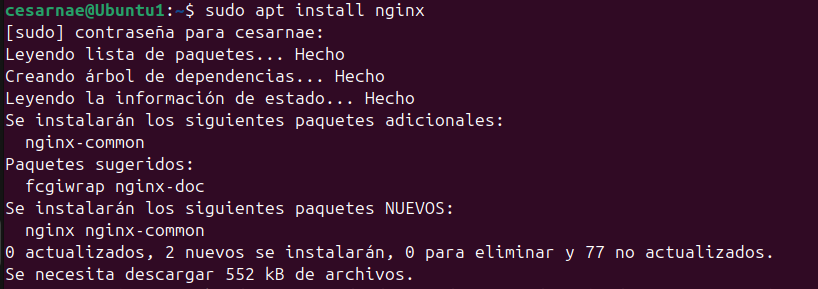 cesarnae@Ubuntu1:~$ sudo apt install nginx
[sudo] contraseña para cesarnae:
Leyendo lista de paquetes... Hecho
Creando árbol de dependencias... Hecho
Leyendo la información de estado... Hecho
Se instalarán los siguientes paquetes adicionales:
  nginx-common
Paquetes sugeridos:
  fcgiwrap nginx-doc
Se instalarán los siguientes paquetes NUEVOS:
  nginx nginx-common
0 actualizados, 2 nuevos se instalarán, 0 para eliminar y 77 no actualizados.
Se necesita descargar 552 kB de archivos.